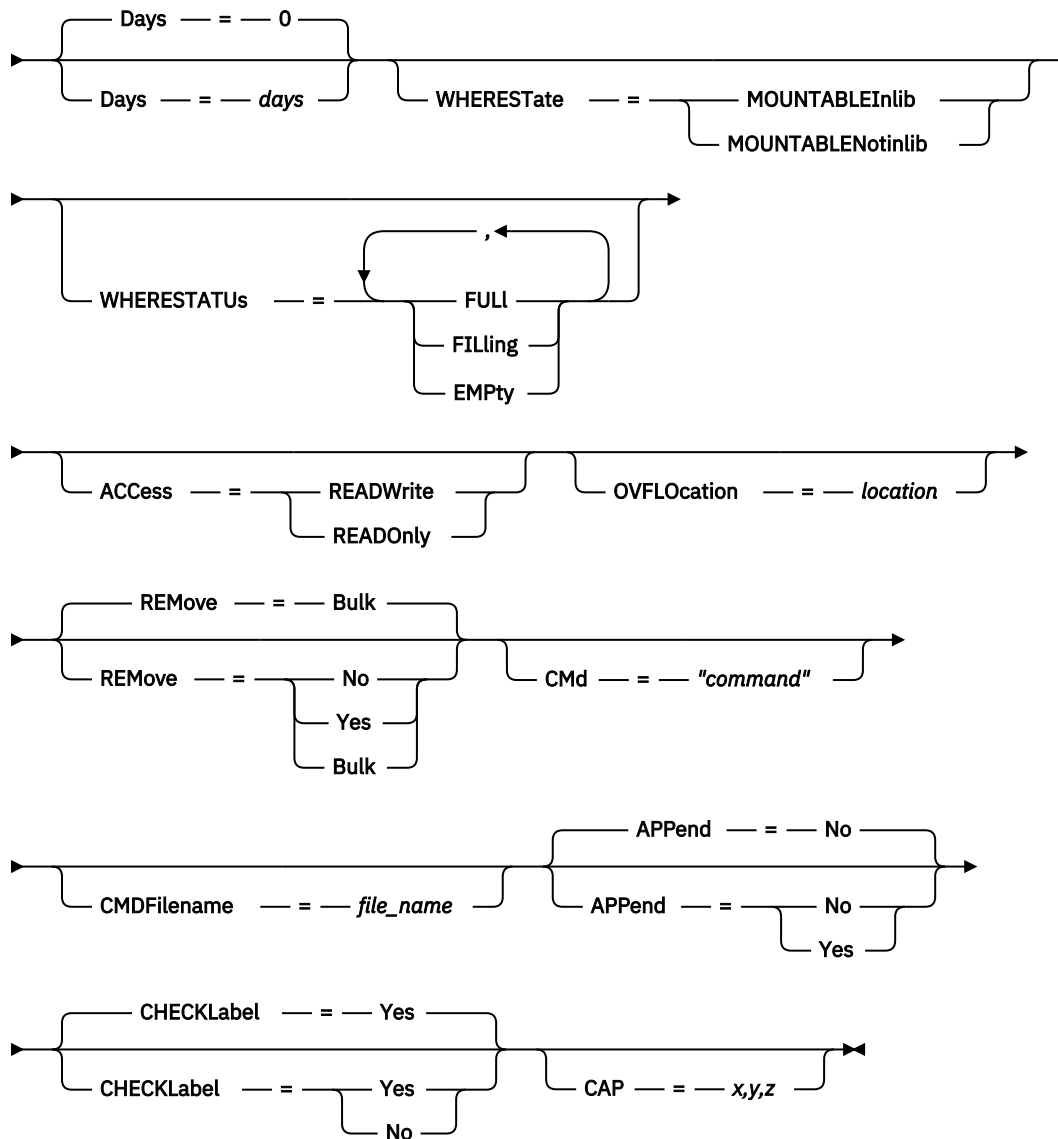 Days = 0
Days = days
WHERESTate = MOUNTABLEInlib
MOUNTABLENotinlib
,
WHERESTATUs = FULl
FILling
EMPty
ACCess = READWrite
READOnly
OVFLOcation = location
REMove = Bulk
REMove = No
Yes
Bulk
CMd = "command"
CMDFilename = file_name
APPend = No
APPend = No
Yes
CHECKLabel = Yes
CHECKLabel = Yes
No
CAP = x,y,z